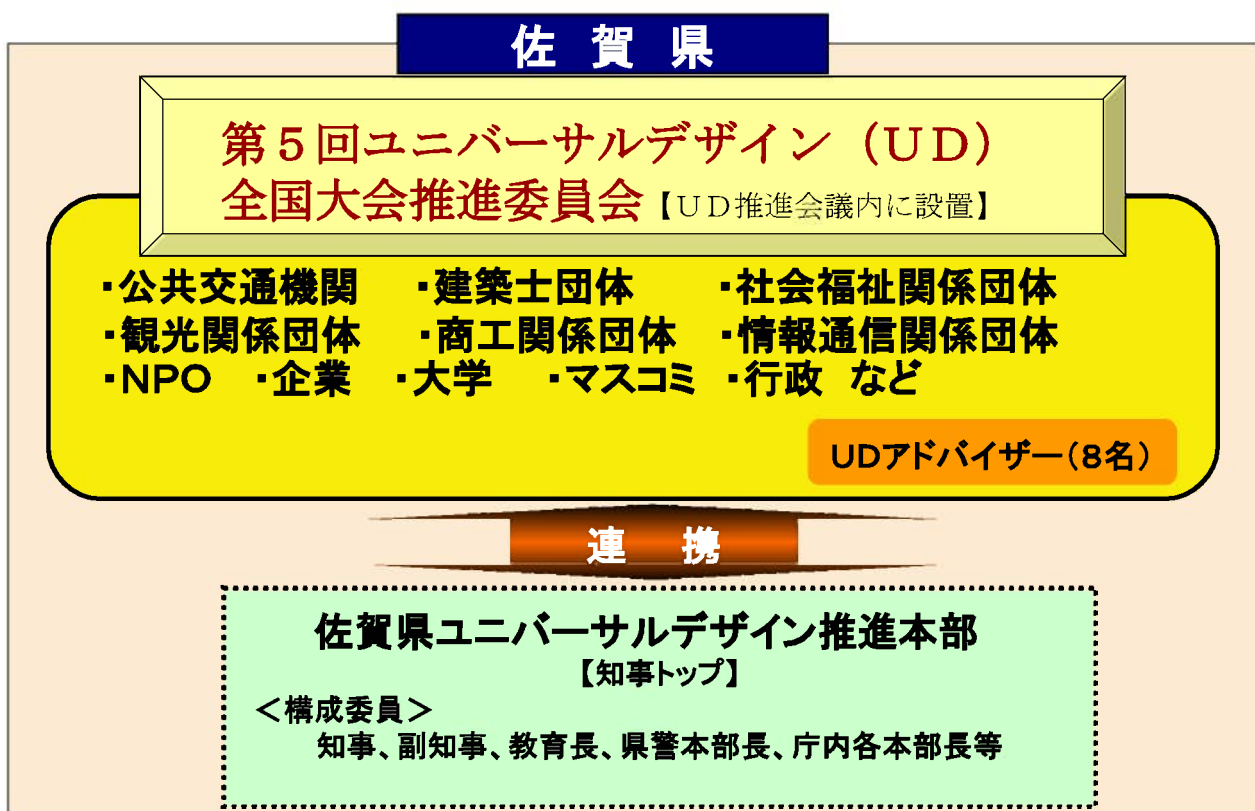 佐 賀 県
第５回ユニバーサルデザイン（ＵＤ）
全国大会推進委員会【ＵＤ推進会議内に設置】
・公共交通機関　・建築士団体　・社会福祉関係団体
・観光関係団体　・商工関係団体　・情報通信関係団体
・NPO　・企業　・大学　・マスコミ　・行政　など
UDアドバイザー（８名）
連　携
佐賀県ユニバーサルデザイン推進本部
【知事トップ】
＜構成委員＞
知事、副知事、教育長、県警本部長、庁内各本部長等